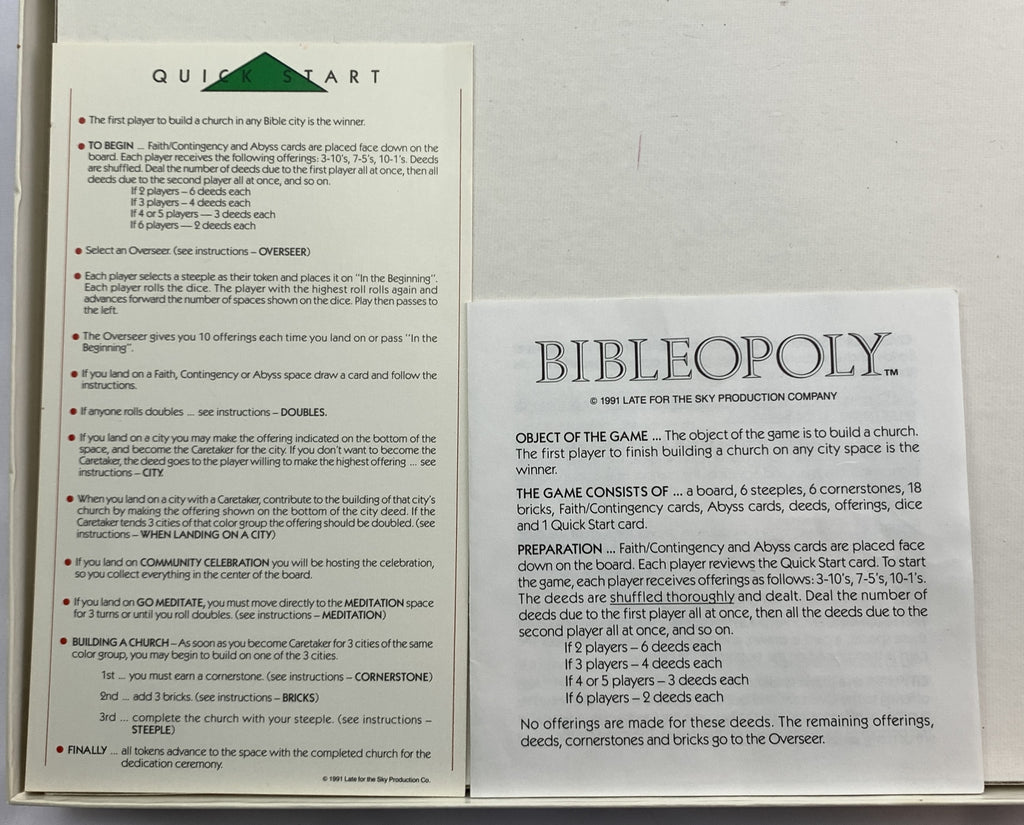 QUICK START
• The first player to build a church in any Bible city is the winner.
• TO BEGIN ... Faith/Contingency and Abyss cards are placed face down on the
board. Each player receives the following offerings: 3-10's, 7-5's, 10-1's. Deeds
are shuffled. Deal the number of deeds due to the first player all at once, then all
deeds due to the second player all at once, and so on.
If 2 players – 6 deeds each
If 3 players – 4 deeds each
If 4 or 5 players — 3 deeds each
If 6 players — 2 deeds each
• Select an Overseer. (see instructions – OVERSEER)
• Each player selects a steeple as their token and places it on "In the Beginning".
Each player rolls the dice. The player with the highest roll rolls again and
advances forward the number of spaces shown on the dice. Play then passes to
the left.
• The Overseer gives you 10 offerings each time you land on or pass "In the
Beginning".
• If you land on a Faith, Contingency or Abyss space draw a card and follow the
instructions.
• If anyone rolls doubles ... see instructions – DOUBLES.
• If you land on a city you may make the offering indicated on the bottom of the
space, and become the Caretaker for the city. If you don't want to become the
Caretaker, the deed goes to the player willing to make the highest offering ... see
instructions – CITY.
• When you land on a city with a Caretaker, contribute to the building of that city's
church by making the offering shown on the bottom of the city deed. If the
Caretaker tends 3 cities of that color group the offering should be doubled. (see
instructions – WHEN LANDING ON A CITY)
• If you land on COMMUNITY CELEBRATION you will be hosting the celebration,
so you collect everything in the center of the board.
• If you land on GO MEDITATE, you must move directly to the MEDITATION space
for 3 turns or until you roll doubles. (see instructions – MEDITATION)
• BUILDING A CHURCH – As soon as you become Caretaker for 3 cities of the same
color group, you may begin to build on one of the 3 cities.
1st ... you must earn a cornerstone. (see instructions – CORNERSTONE)
2nd ... add 3 bricks. (see instructions – BRICKS)
3rd ... complete the church with your steeple. (see instructions –
STEEPLE)
• FINALLY ... all tokens advance to the space with the completed church for the
dedication ceremony.
© 1991 Late for the Sky Production Co.
BIBLEOPOLY™
© 1991 LATE FOR THE SKY PRODUCTION COMPANY
OBJECT OF THE GAME ... The object of the game is to build a church.
The first player to finish building a church on any city space is the
winner.
THE GAME CONSISTS OF ... a board, 6 steeples, 6 cornerstones, 18
bricks, Faith/Contingency cards, Abyss cards, deeds, offerings, dice
and 1 Quick Start card.
PREPARATION ... Faith/Contingency and Abyss cards are placed face
down on the board. Each player reviews the Quick Start card. To start
the game, each player receives offerings as follows: 3-10's, 7-5's, 10-1's.
The deeds are shuffled thoroughly and dealt. Deal the number of
deeds due to the first player all at once, then all the deeds due to the
second player all at once, and so on.
If 2 players – 6 deeds each
If 3 players – 4 deeds each
If 4 or 5 players – 3 deeds each
If 6 players – 2 deeds each
No offerings are made for these deeds. The remaining offerings,
deeds, cornerstones and bricks go to the Overseer.